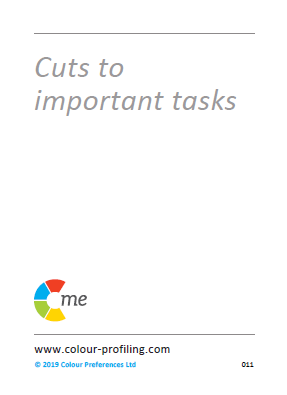 Cuts to
important tasks
me
www.colour-profiling.com
© 2019 Colour Preferences Ltd 011